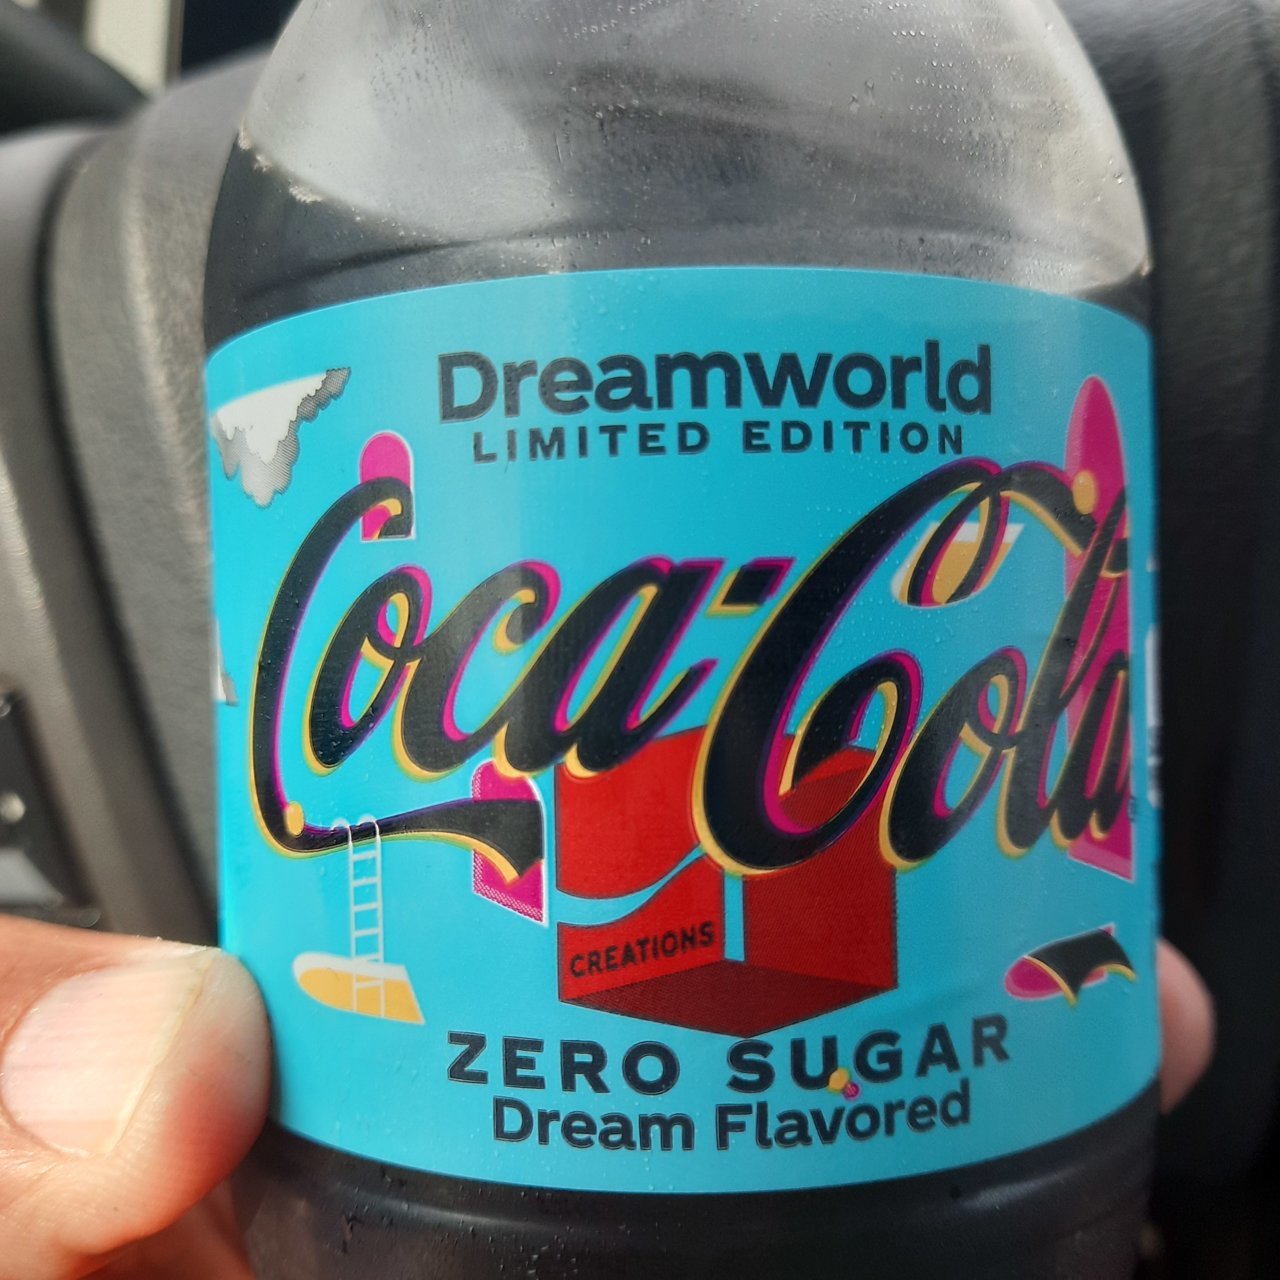 Dreamworld
LIMITED EDITION
Coca-Cola
CREATIONS
ZERO SUGAR
Dream Flavored